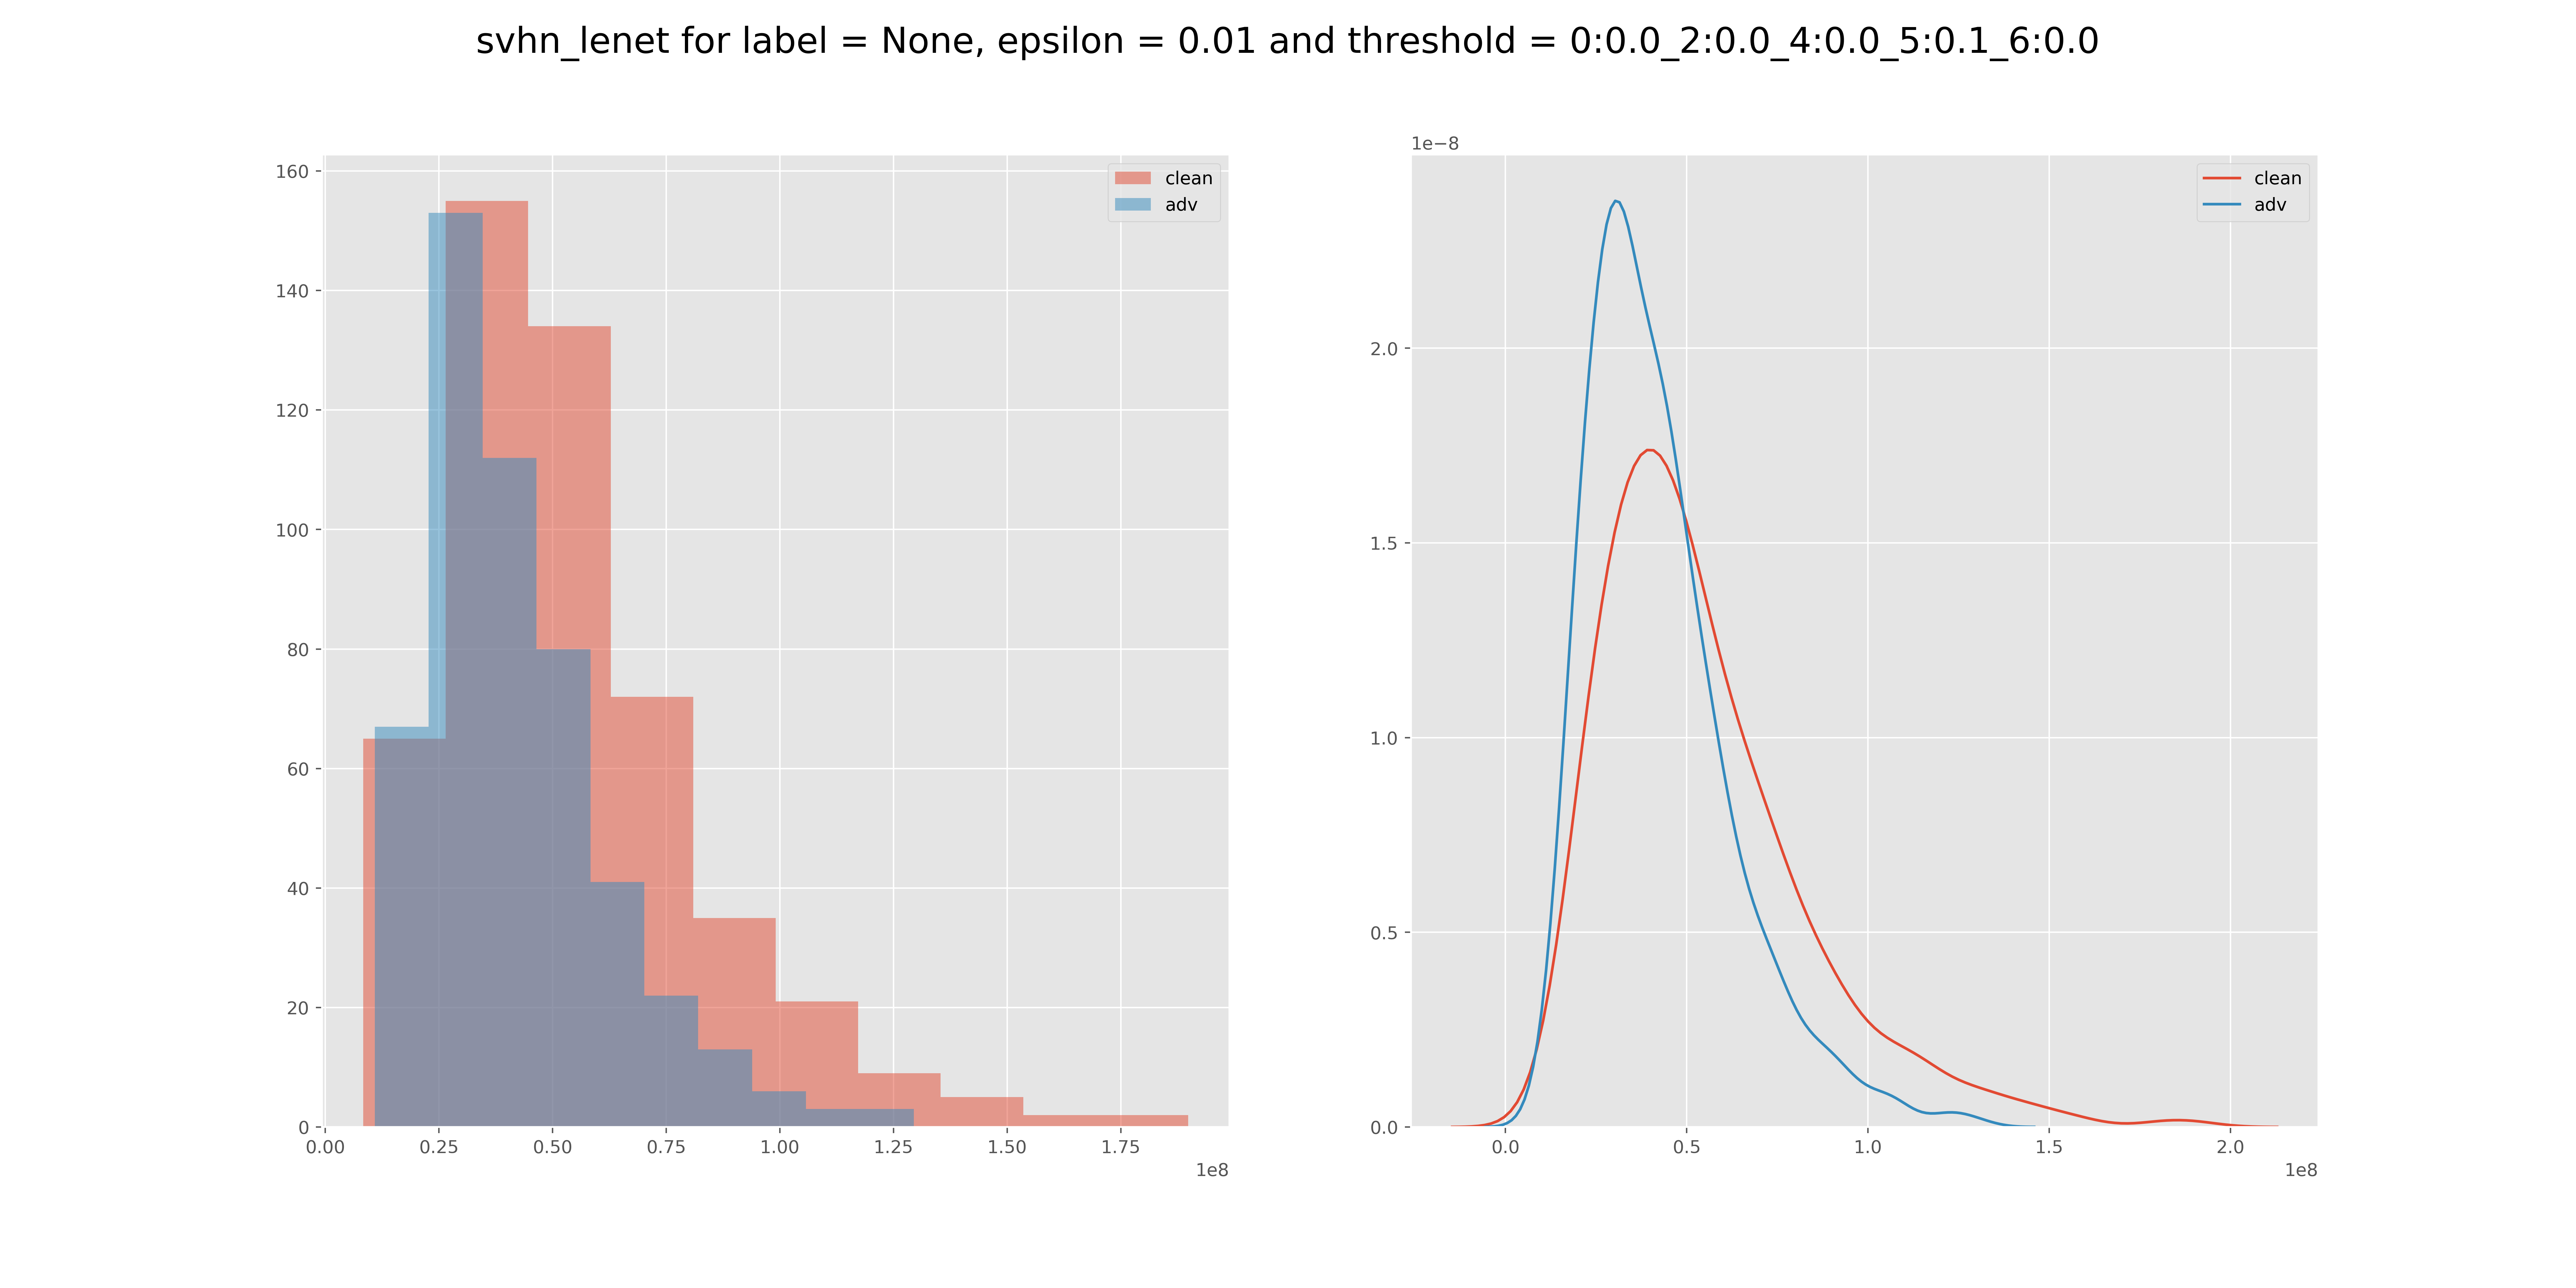 svhn_lenet for label = None, epsilon = 0.01 and threshold = 0:0.0_2:0.0_4:0.0_5:0.1_6:0.0
160
140
120
100
80
60
40
20
0
0.00 0.25 0.50 0.75 1.00 1.25 1.50 1.75
1e8
clean
adv
1e−8
2.0
1.5
1.0
0.5
0.0
0.0 0.5 1.0 1.5 2.0
1e8
clean
adv